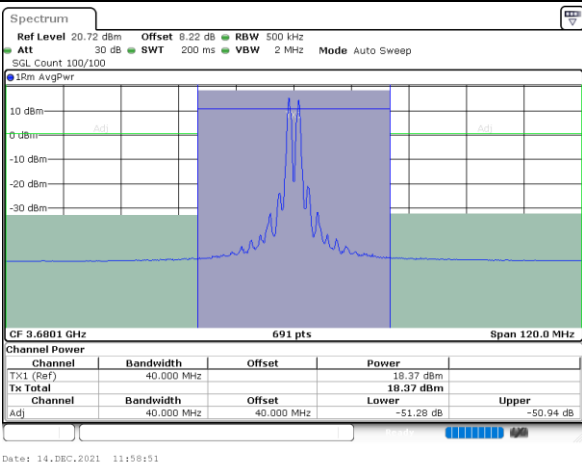 Spectrum
Ref Level 20.72 dBm Offset 8.22 dB RBW 500 kHz
Att 30 dB SWT 200 ms VBW 2 MHz Mode Auto Sweep
SGL Count 100/100
1Rm AvgPwr
10 dBm
Adj Adj
0 dBm
-10 dBm
-20 dBm
-30 dBm
CF 3.6801 GHz 691 pts Span 120.0 MHz
Channel Power
Channel Bandwidth Offset Power
TX1 (Ref) 40.000 MHz 18.37 dBm
Tx Total 18.37 dBm
Channel Bandwidth Offset Lower Upper
Adj 40.000 MHz 40.000 MHz -51.28 dB -50.94 dB
Ready
Date: 14.DEC.2021 11:58:51